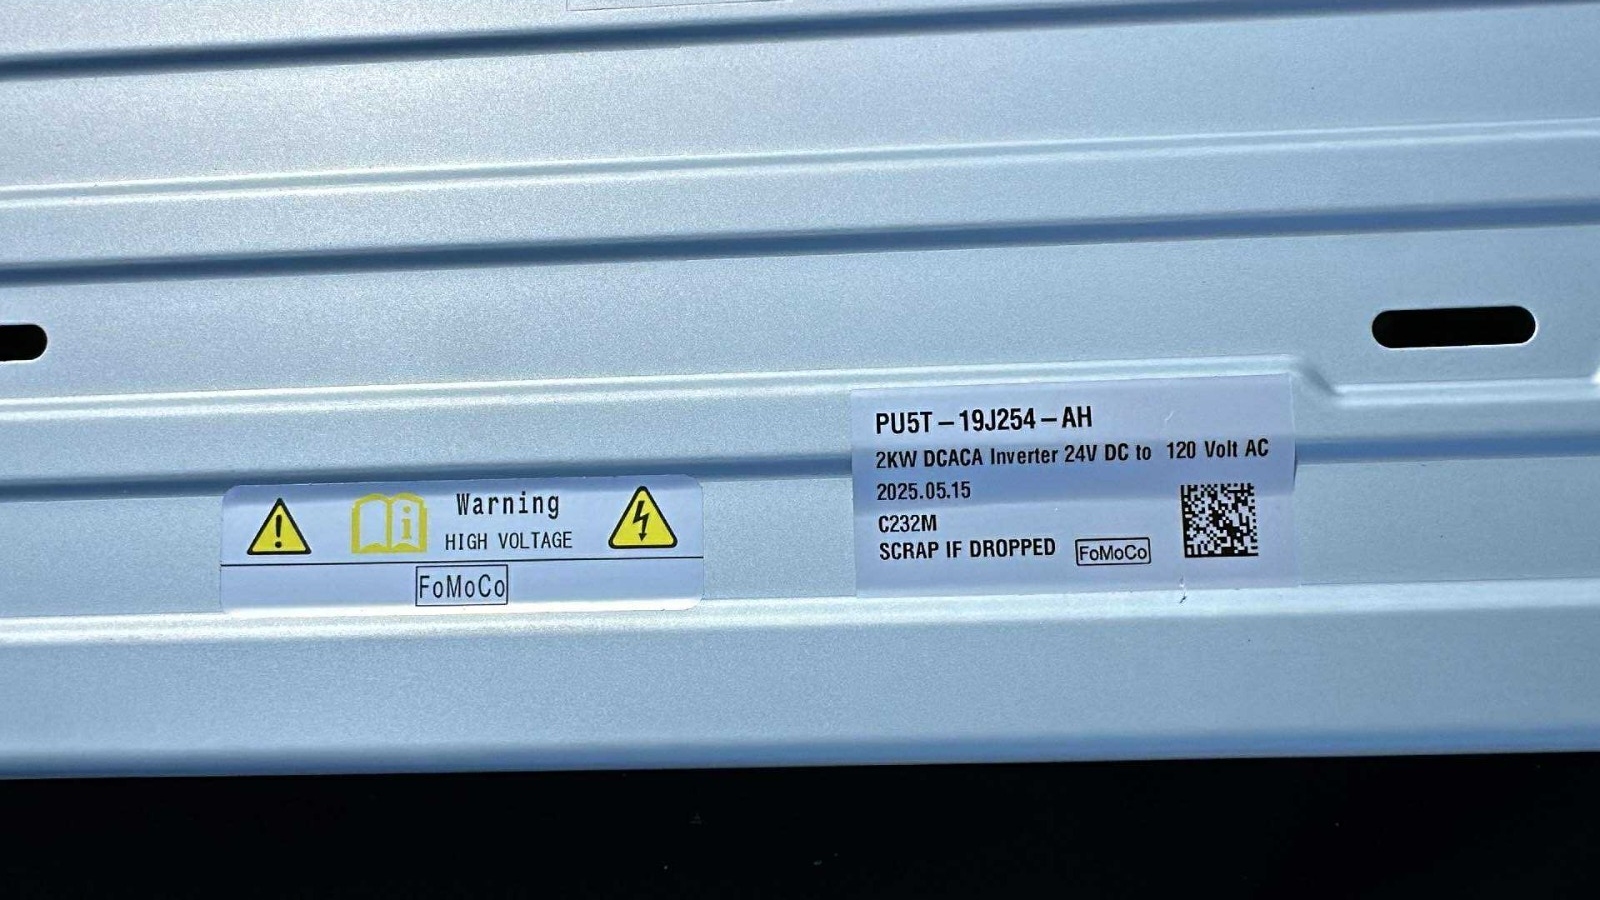 Warning
HIGH VOLTAGE
FoMoCo
PU5T-19J254-AH
2KW DCACA Inverter 24V DC to 120 Volt AC
2025.05.15
C232M
SCRAP IF DROPPED FoMoCo